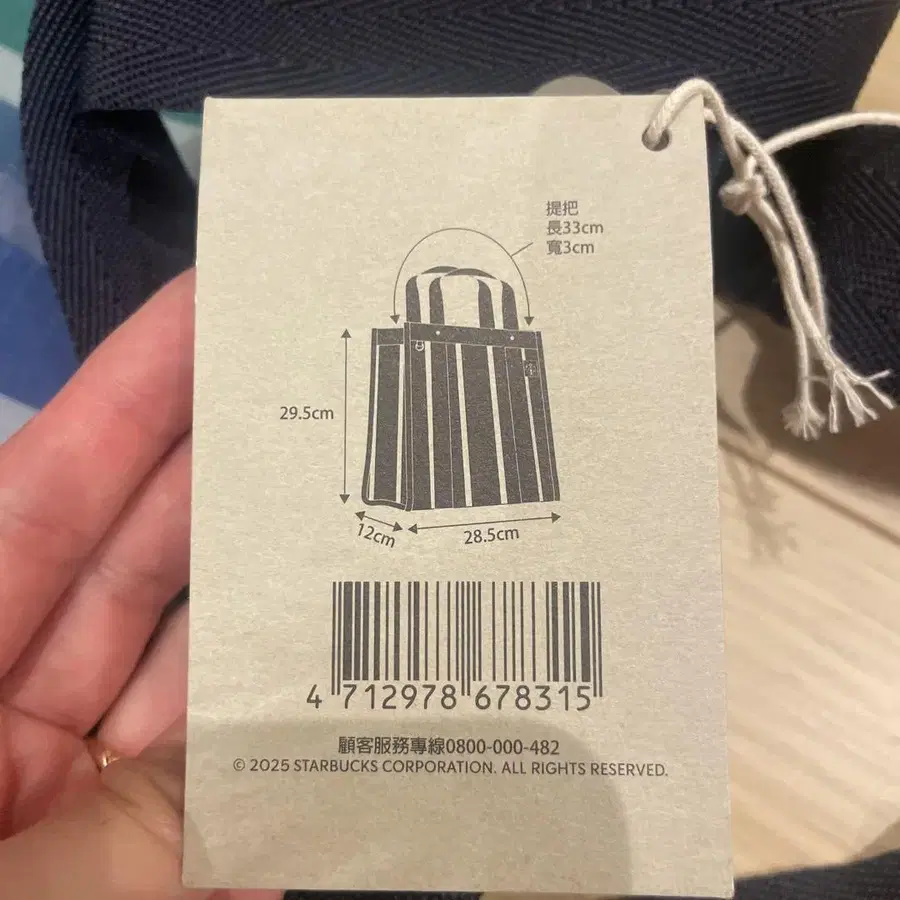 提把
長33cm
寬3cm
29.5cm
12cm
28.5cm
4 712978 678315
顧客服務專線0800-000-482
© 2025 STARBUCKS CORPORATION. ALL RIGHTS RESERVED.